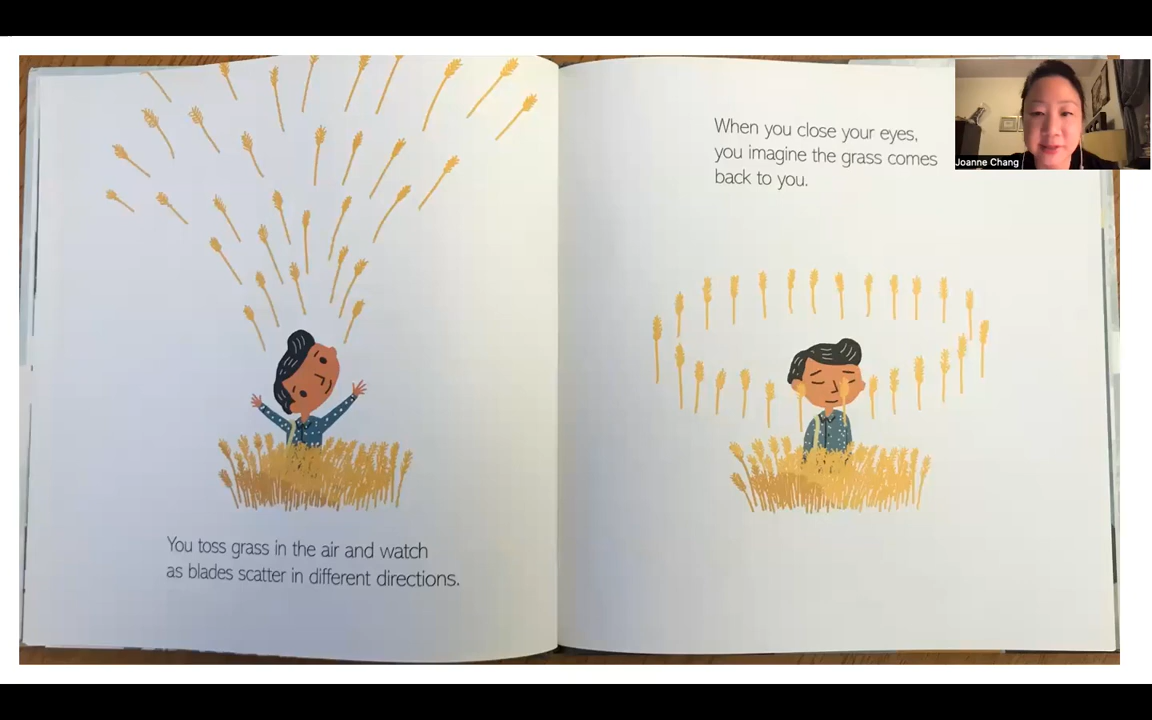 You toss grass in the air and watch
as blades scatter in different directions.
When you close your eyes,
you imagine the grass comes
back to you.
Joanne Chang